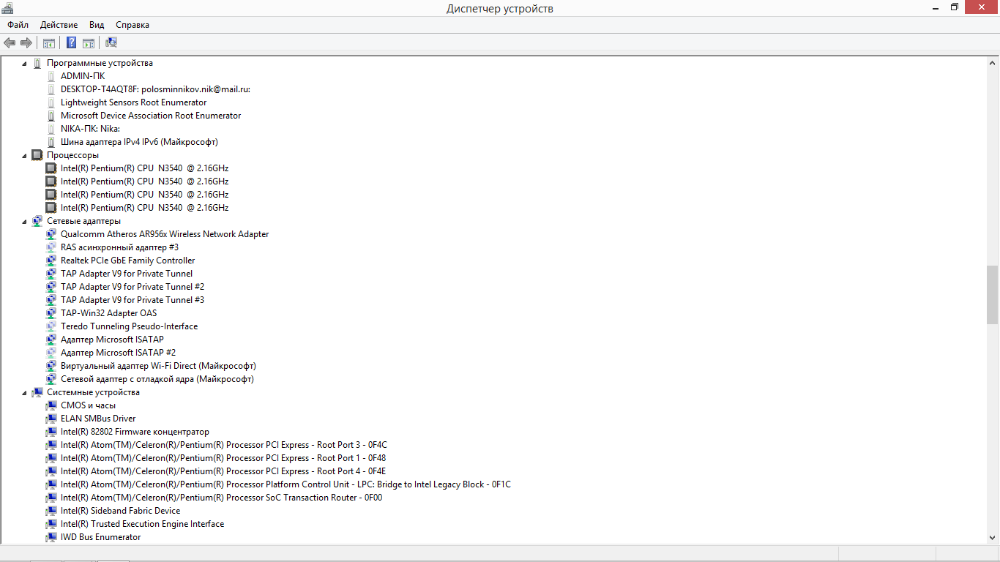 Диспетчер устройств
Файл Действие Вид Справка
Программные устройства
ADMIN-ПК
DESKTOP-T4AQT8F: polosminnikov.nik@mail.ru:
Lightweight Sensors Root Enumerator
Microsoft Device Association Root Enumerator
NIKA-ПК: Nika:
Шина адаптера IPv4 IPv6 (Майкрософт)
Процессоры
Intel(R) Pentium(R) CPU N3540 @ 2.16GHz
Intel(R) Pentium(R) CPU N3540 @ 2.16GHz
Intel(R) Pentium(R) CPU N3540 @ 2.16GHz
Intel(R) Pentium(R) CPU N3540 @ 2.16GHz
Сетевые адаптеры
Qualcomm Atheros AR956x Wireless Network Adapter
RAS асинхронный адаптер #3
Realtek PCIe GbE Family Controller
TAP Adapter V9 for Private Tunnel
TAP Adapter V9 for Private Tunnel #2
TAP Adapter V9 for Private Tunnel #3
TAP-Win32 Adapter OAS
Teredo Tunneling Pseudo-Interface
Адаптер Microsoft ISATAP
Адаптер Microsoft ISATAP #2
Виртуальный адаптер Wi-Fi Direct (Майкрософт)
Сетевой адаптер с отладкой ядра (Майкрософт)
Системные устройства
CMOS и часы
ELAN SMBus Driver
Intel(R) 82802 Firmware концентратор
Intel(R) Atom(TM)/Celeron(R)/Pentium(R) Processor PCI Express - Root Port 3 - 0F4C
Intel(R) Atom(TM)/Celeron(R)/Pentium(R) Processor PCI Express - Root Port 1 - 0F48
Intel(R) Atom(TM)/Celeron(R)/Pentium(R) Processor PCI Express - Root Port 4 - 0F4E
Intel(R) Atom(TM)/Celeron(R)/Pentium(R) Processor Platform Control Unit - LPC: Bridge to Intel Legacy Block - 0F1C
Intel(R) Atom(TM)/Celeron(R)/Pentium(R) Processor SoC Transaction Router - 0F00
Intel(R) Sideband Fabric Device
Intel(R) Trusted Execution Engine Interface
IWD Bus Enumerator